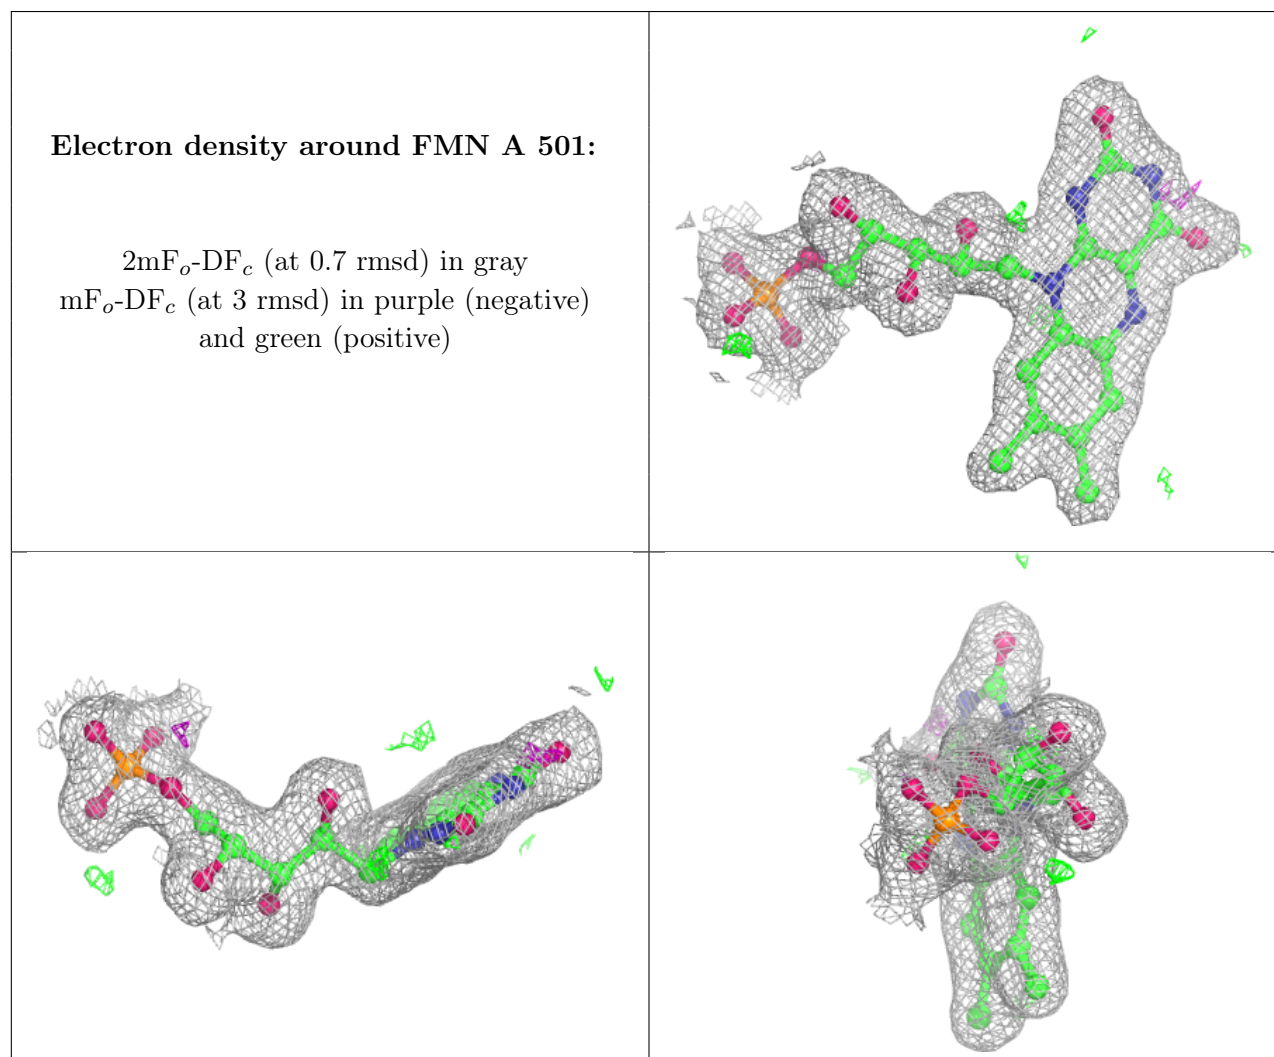 Electron density around FMN A 501:
2mFₒ-DF𝒸 (at 0.7 rmsd) in gray
mFₒ-DF𝒸 (at 3 rmsd) in purple (negative)
and green (positive)